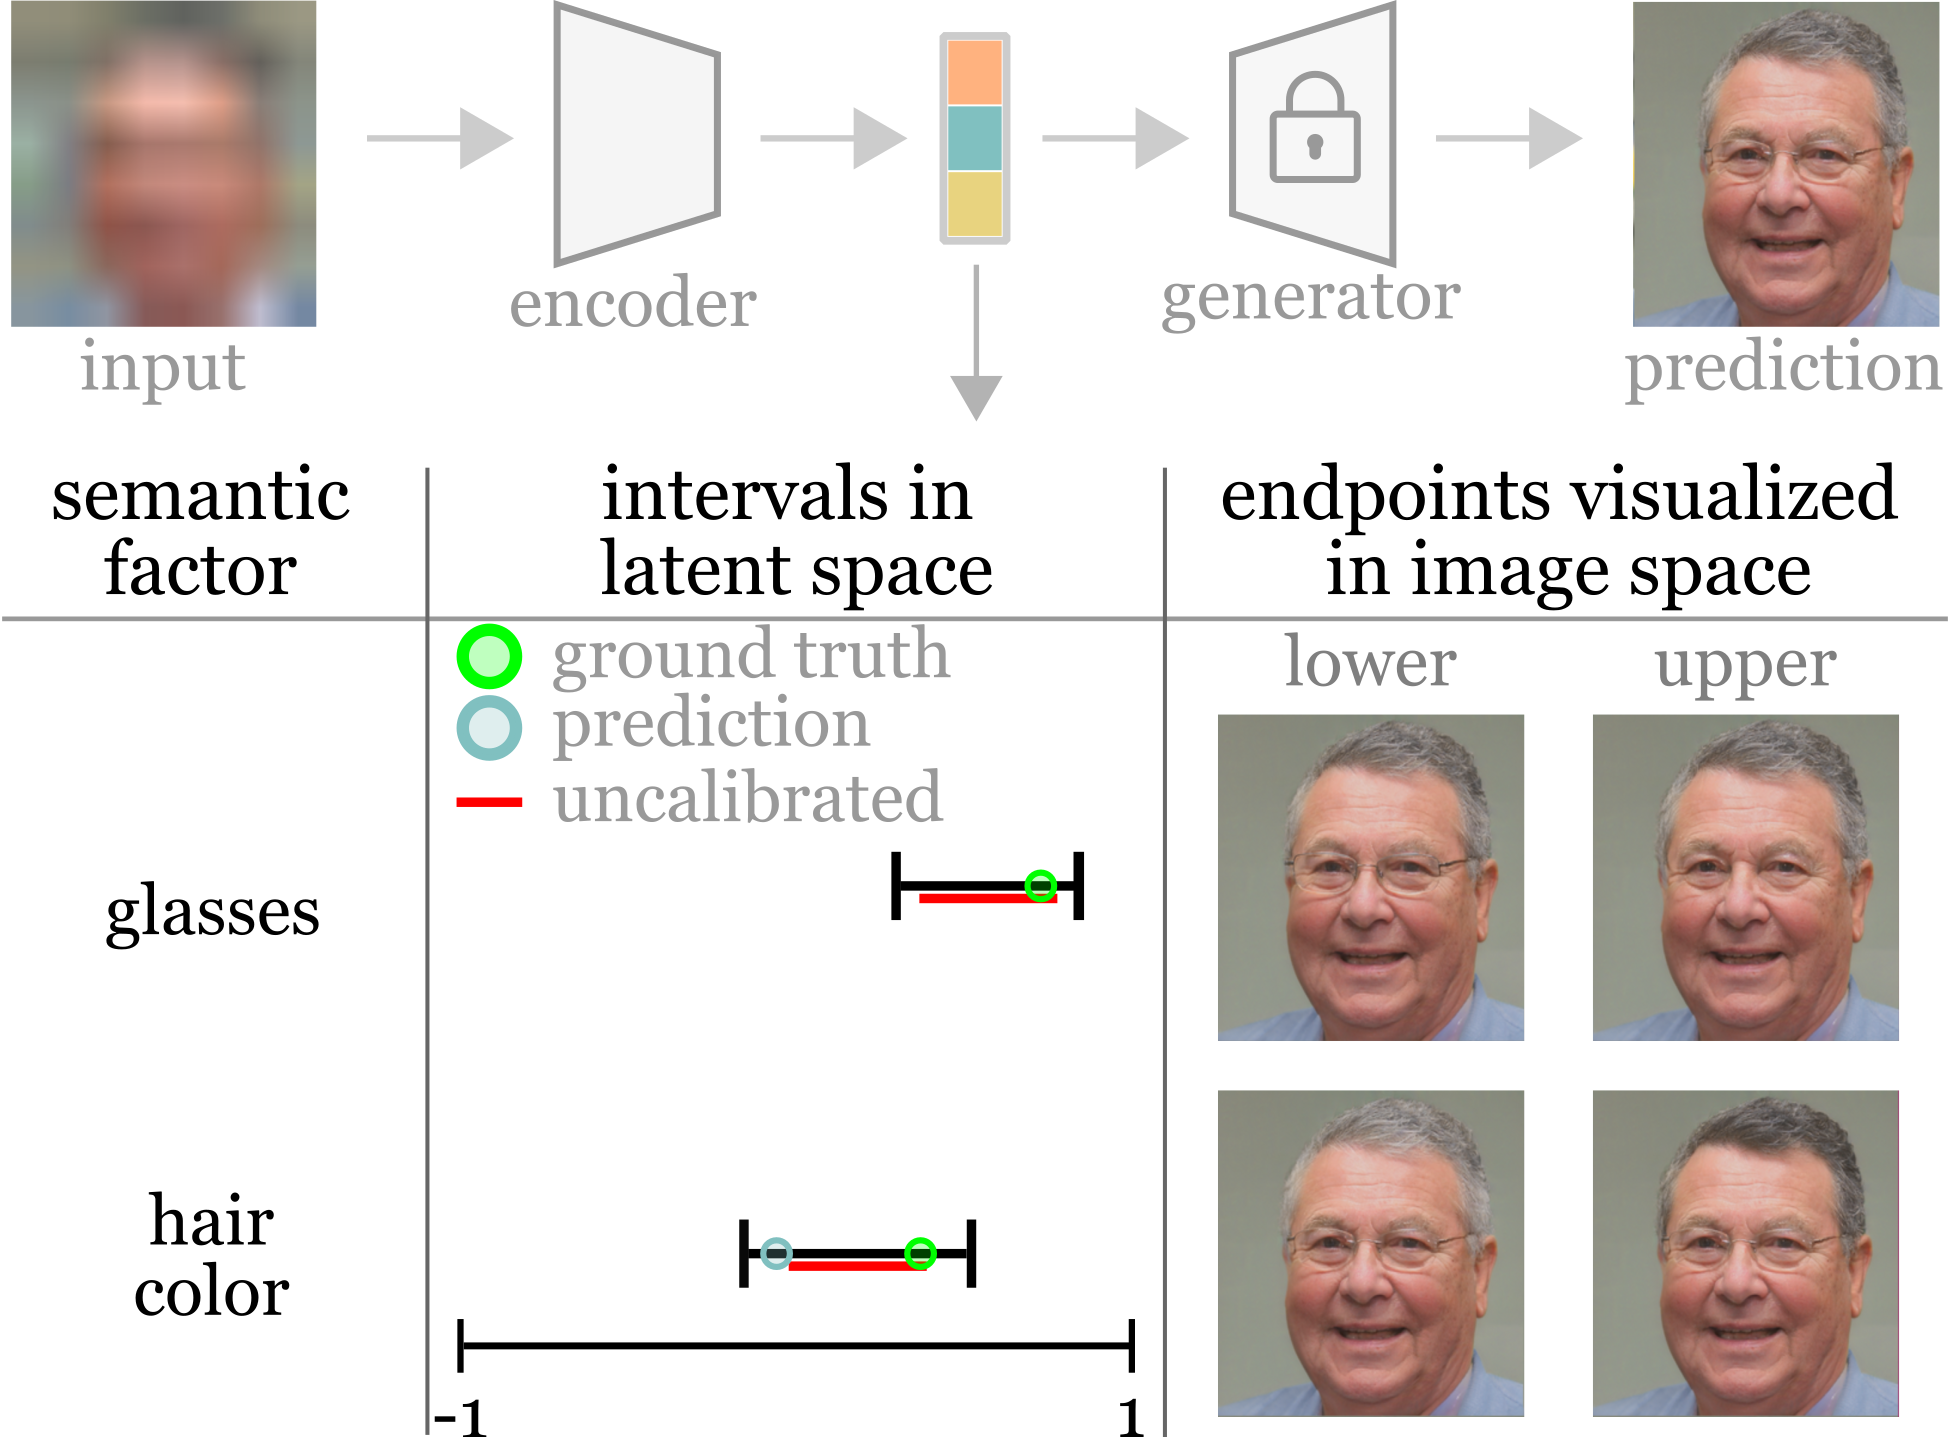 input
encoder
generator
prediction
semantic
factor
intervals in
latent space
endpoints visualized
in image space
ground truth
prediction
uncalibrated
lower
upper
glasses
hair
color
-1
1